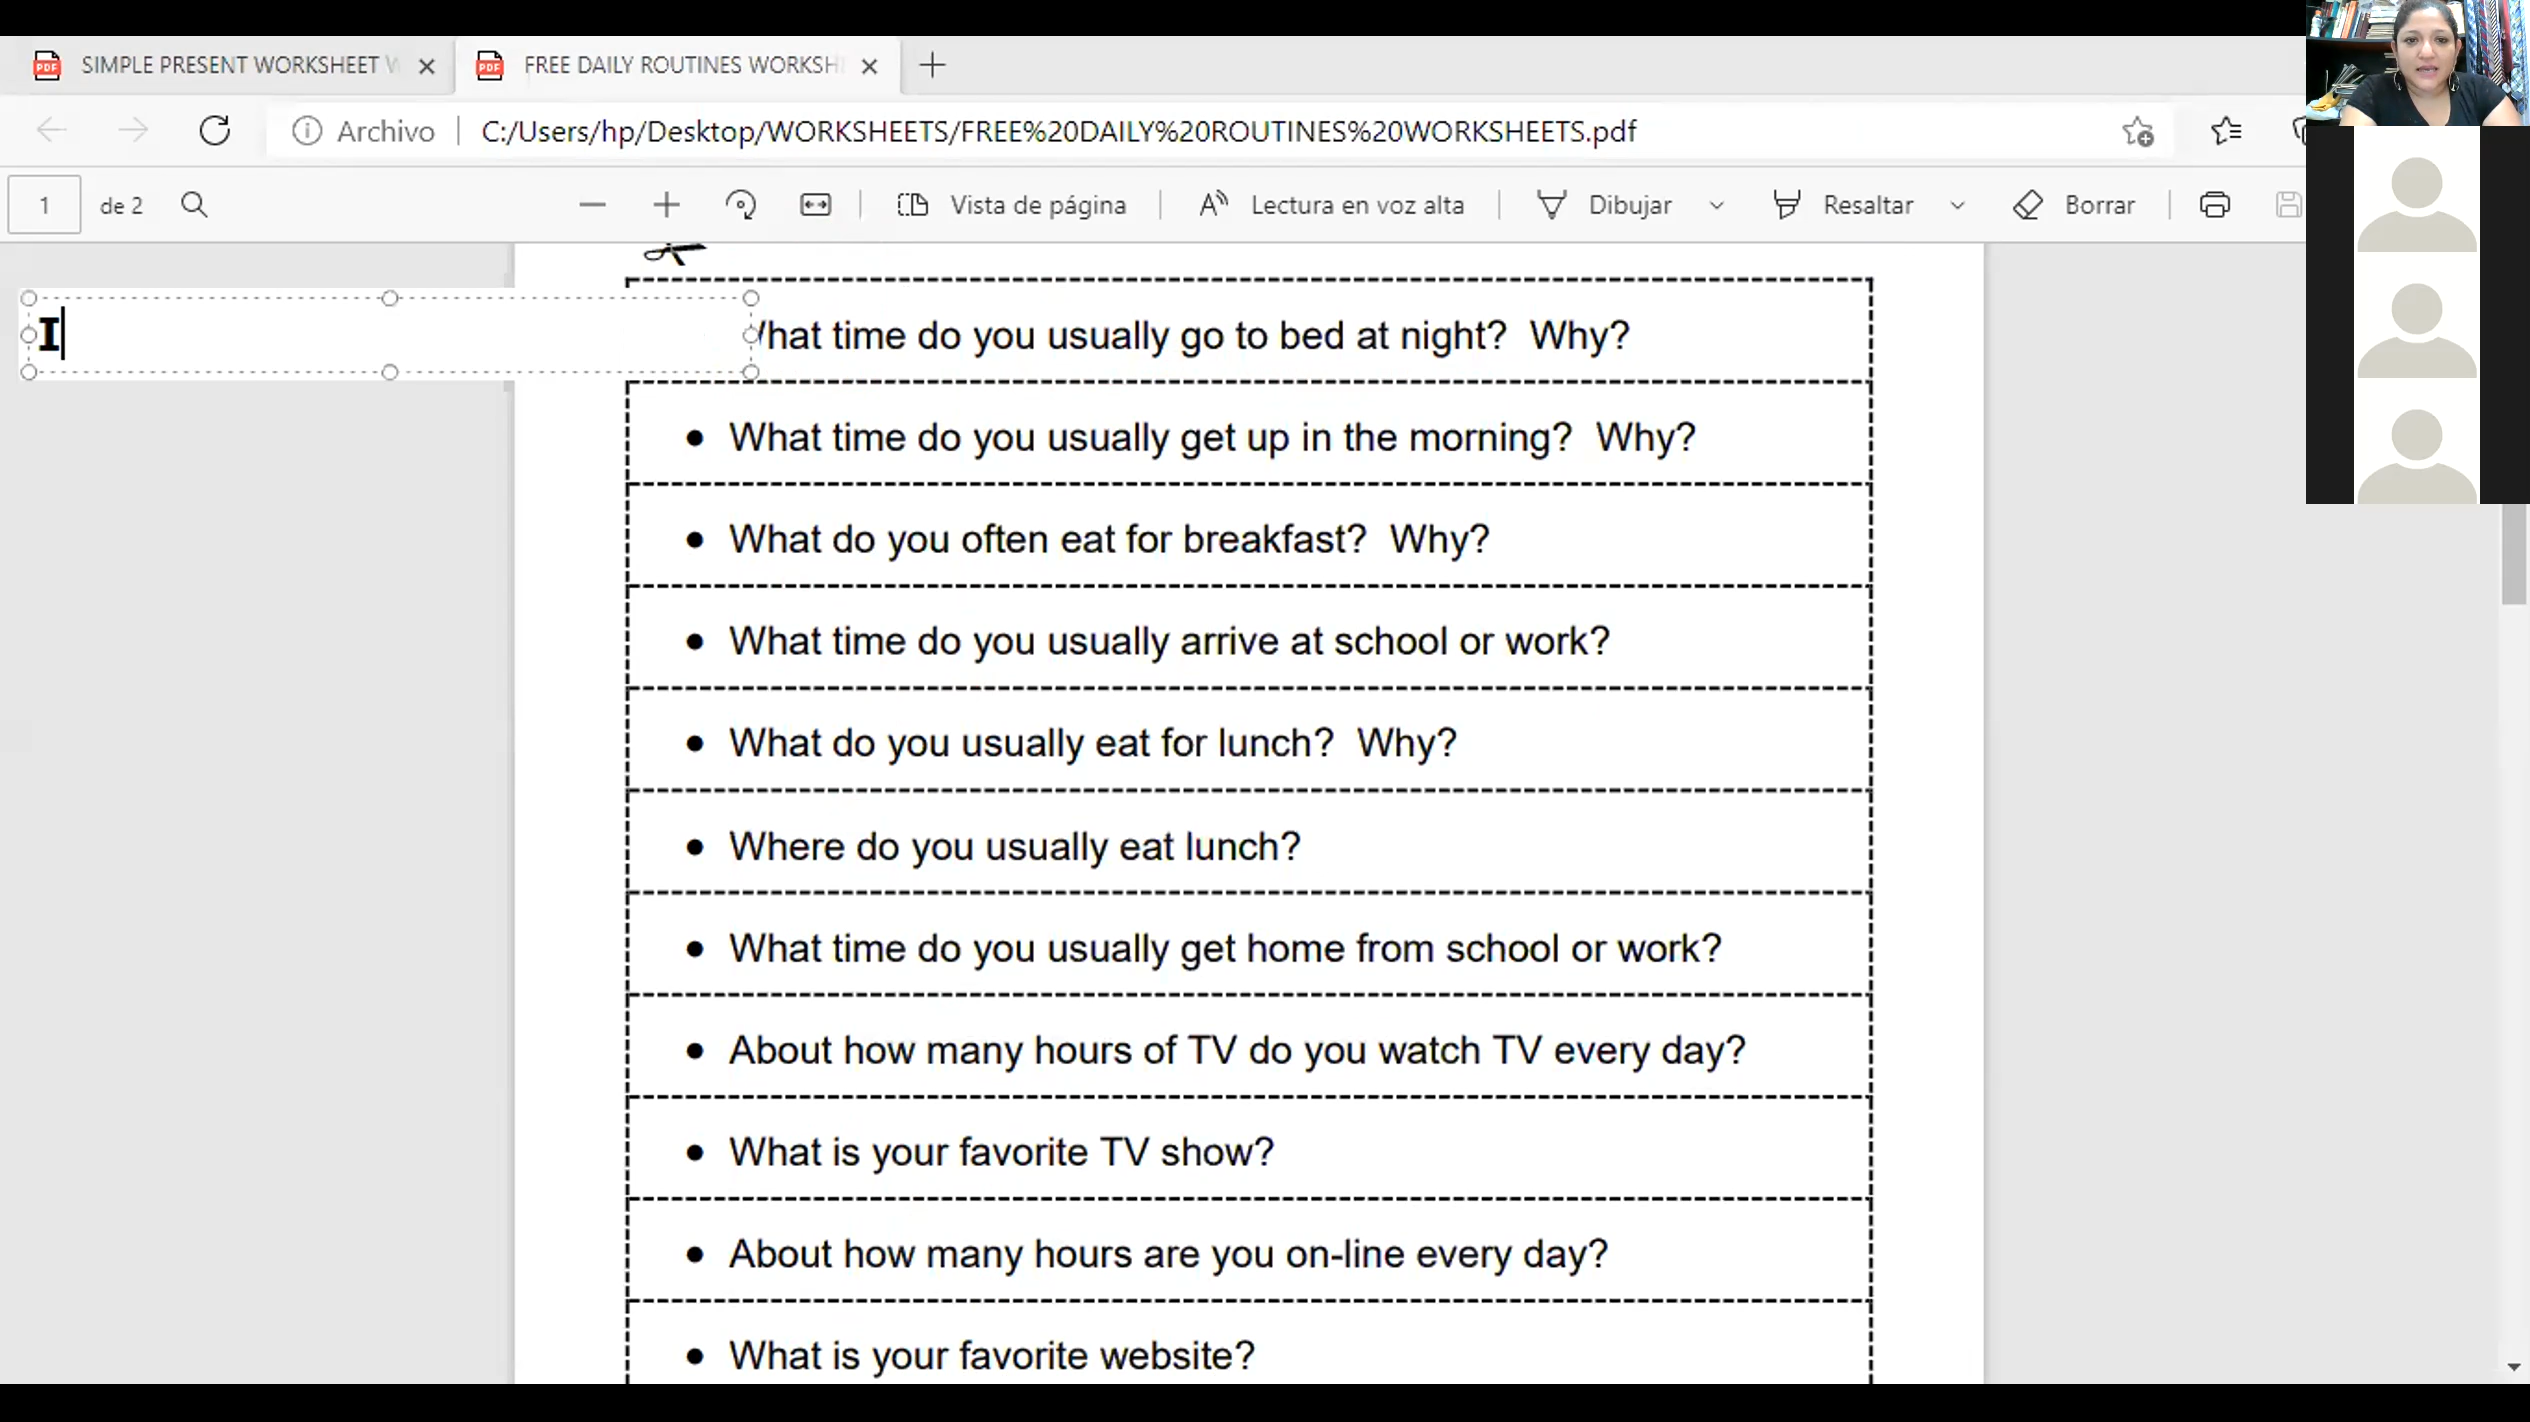 SIMPLE PRESENT WORKSHEET
FREE DAILY ROUTINES WORKSH
Archivo
C:/Users/hp/Desktop/WORKSHEETS/FREE%20DAILY%20ROUTINES%20WORKSHEETS.pdf
1 de 2
Vista de página
Lectura en voz alta
Dibujar
Resaltar
Borrar
I
hat time do you usually go to bed at night? Why?
• What time do you usually get up in the morning? Why?
• What do you often eat for breakfast? Why?
• What time do you usually arrive at school or work?
• What do you usually eat for lunch? Why?
• Where do you usually eat lunch?
• What time do you usually get home from school or work?
• About how many hours of TV do you watch TV every day?
• What is your favorite TV show?
• About how many hours are you on-line every day?
• What is your favorite website?